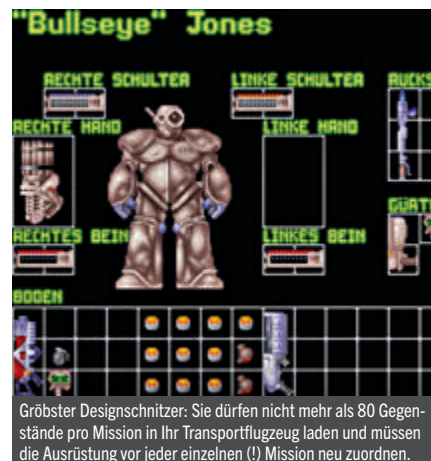 "Bullseye" Jones
RECHTE SCHULTER LINKE SCHULTER RUCKS
RECHTE HAND LINKE HAND
GÜRT
RECHTES BEIN LINKES BEIN
BODEN
Gröbster Designschnitzer: Sie dürfen nicht mehr als 80 Gegen-
stände pro Mission in Ihr Transportflugzeug laden und müssen
die Ausrüstung vor jeder einzelnen (!) Mission neu zuordnen.